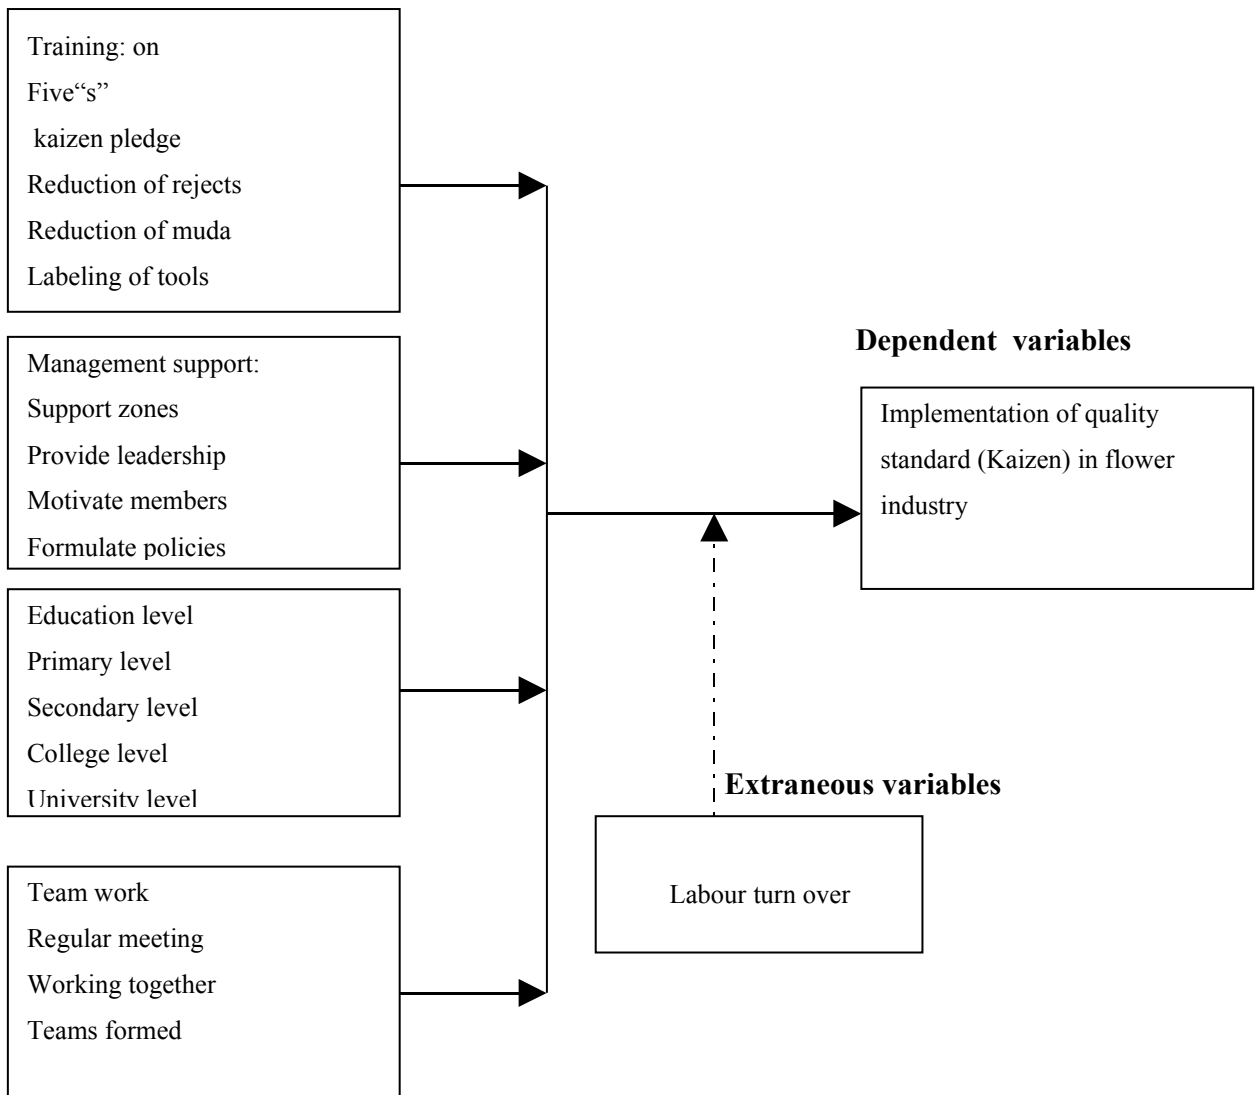 Training: on
Five“s”
kaizen pledge
Reduction of rejects
Reduction of muda
Labeling of tools
Management support:
Support zones
Provide leadership
Motivate members
Formulate policies
Education level
Primary level
Secondary level
College level
University level
Team work
Regular meeting
Working together
Teams formed
Dependent variables
Implementation of quality
standard (Kaizen) in flower
industry
Extraneous variables
Labour turn over